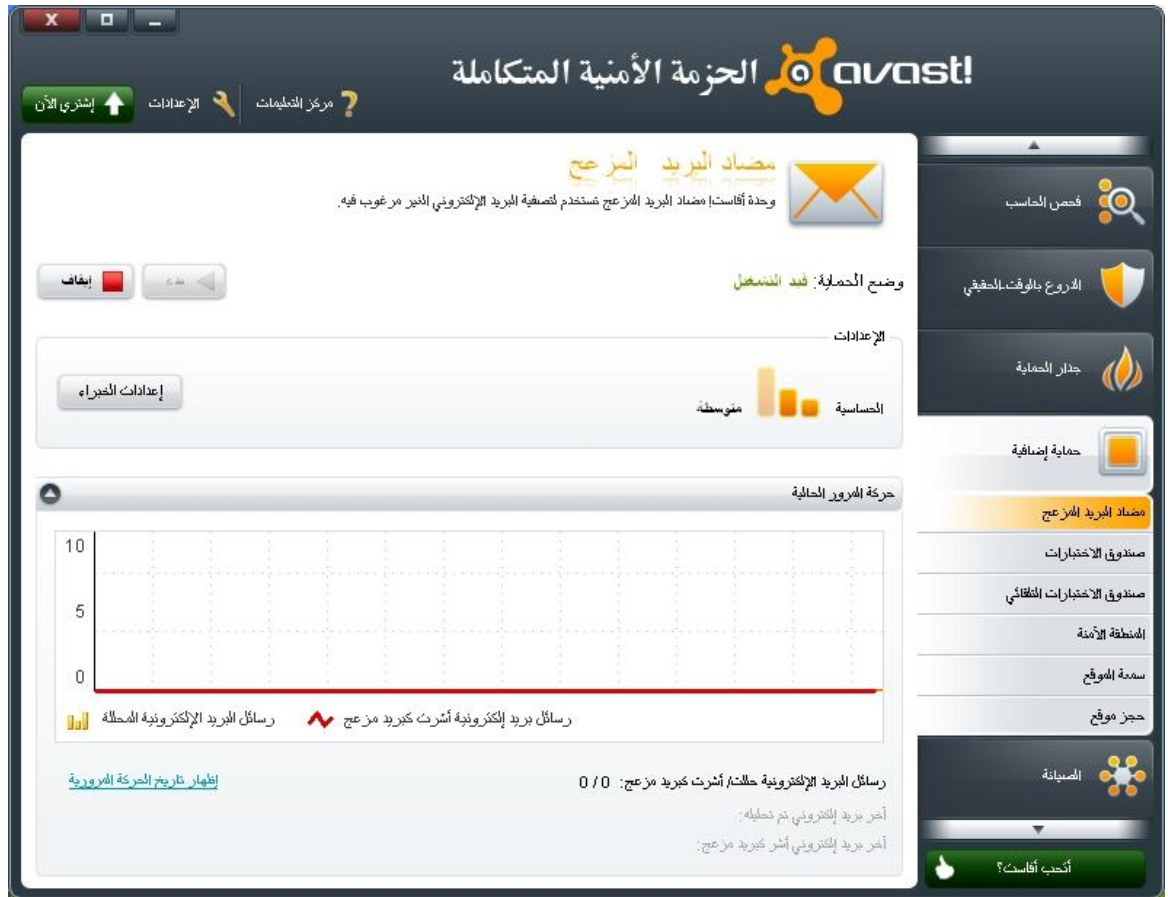 avast! الحزمة الأمنية المتكاملة
مركز التعليمات
الإعدادات
إشتري الآن
فحص الحاسب
الدروع بالوقت الحقيقي
جدار الحماية
حماية إضافية
مضاد البريد المزعج
صندوق الاختبارات
صندوق الاختبارات التلقائي
المنطقة الآمنة
سمعة الموقع
حجز موقع
الصيانة
أتحب أفاست؟
مضاد البريد المزعج
وحدة أفاست! مضاد البريد المزعج تستخدم لتصفية البريد الإلكتروني الغير مرغوب فيه.
وضع الحماية: قيد التشغيل
بدء
إيقاف
الإعدادات
الحساسية
متوسطة
إعدادات الخبراء
حركة المرور الحالية
10
5
0
رسائل بريد إلكترونية أشرت كبريد مزعج
رسائل البريد الإلكترونية المحللة
رسائل البريد الإلكترونية حللت/ أشرت كبريد مزعج: 0 / 0
إظهار تاريخ الحركة المرورية
آخر بريد إلكتروني تم تحليله:
آخر بريد إلكتروني أشر كبريد مزعج: